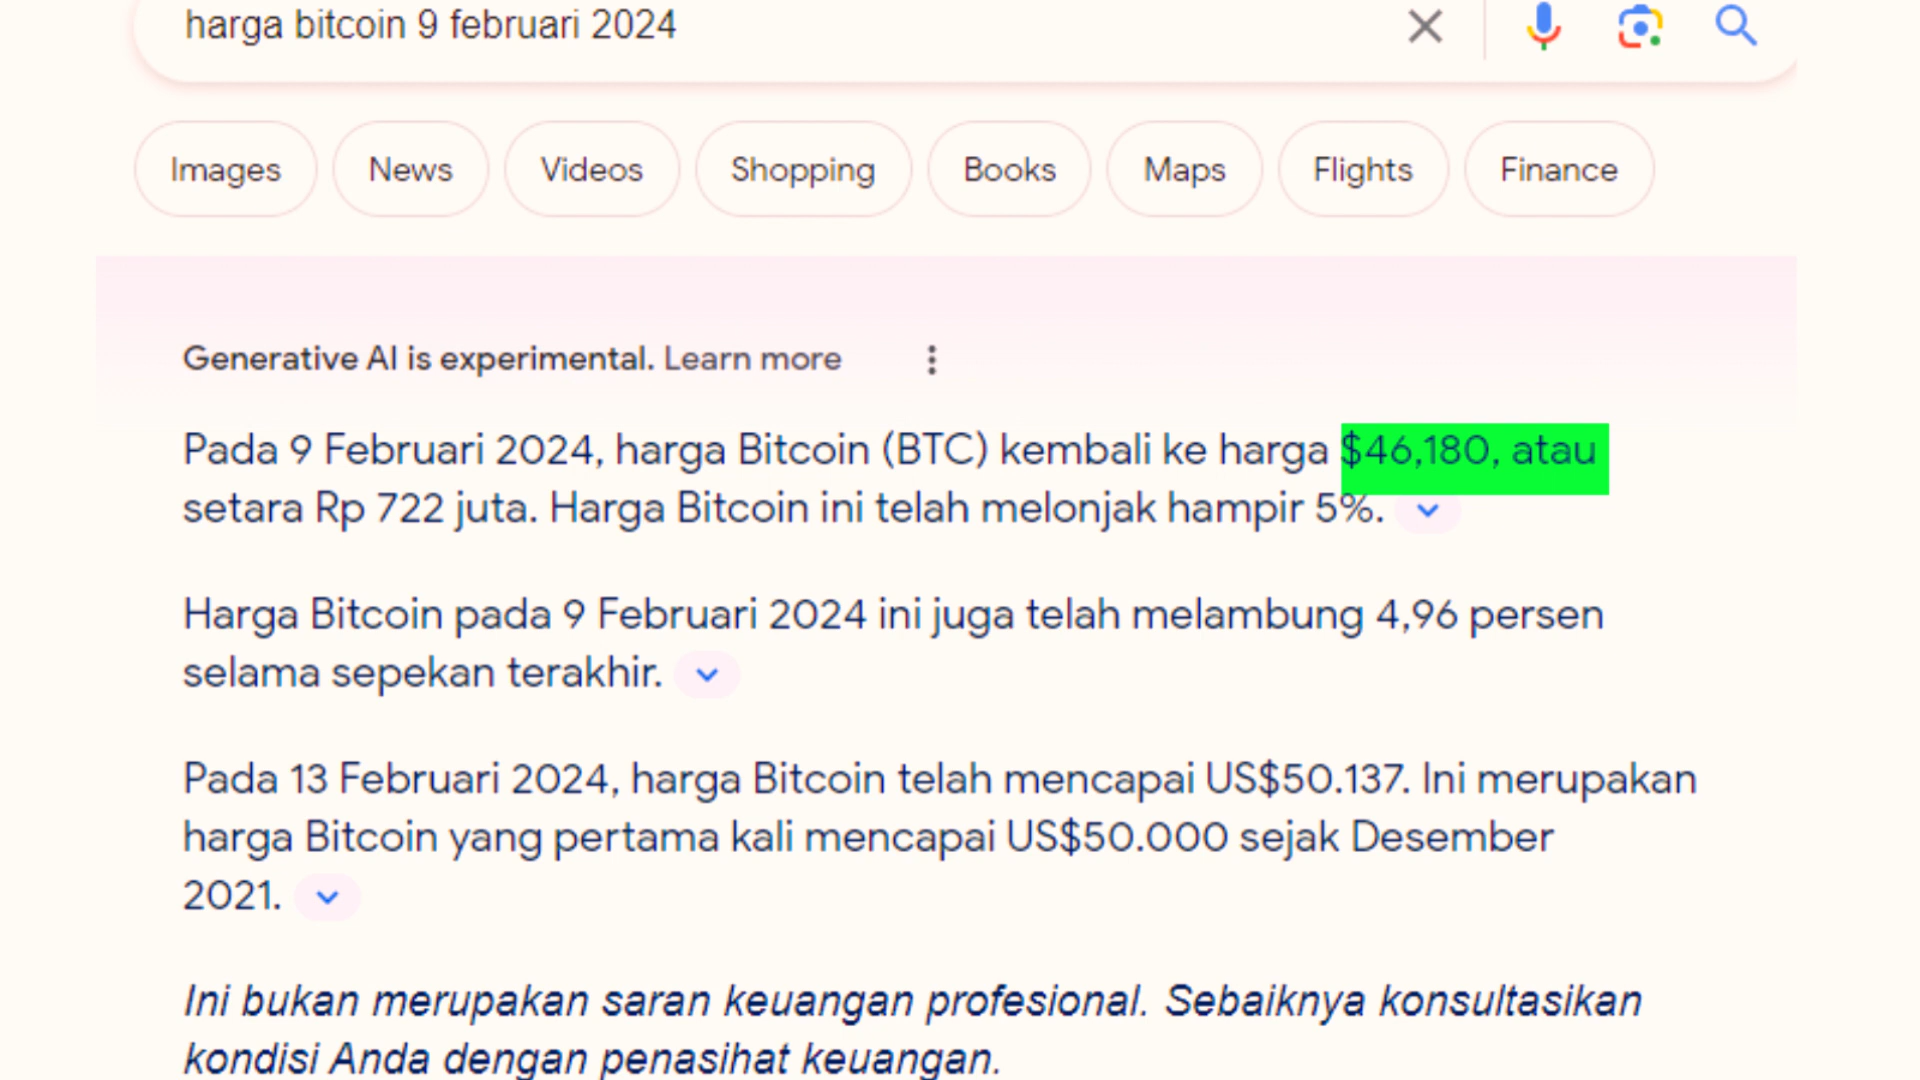 harga bitcoin 9 februari 2024
Images News Videos Shopping Books Maps Flights Finance
Generative AI is experimental. Learn more
Pada 9 Februari 2024, harga Bitcoin (BTC) kembali ke harga $46,180, atau
setara Rp 722 juta. Harga Bitcoin ini telah melonjak hampir 5%.
Harga Bitcoin pada 9 Februari 2024 ini juga telah melambung 4,96 persen
selama sepekan terakhir.
Pada 13 Februari 2024, harga Bitcoin telah mencapai US$50.137. Ini merupakan
harga Bitcoin yang pertama kali mencapai US$50.000 sejak Desember
2021.
Ini bukan merupakan saran keuangan profesional. Sebaiknya konsultasikan
kondisi Anda dengan penasihat keuangan.